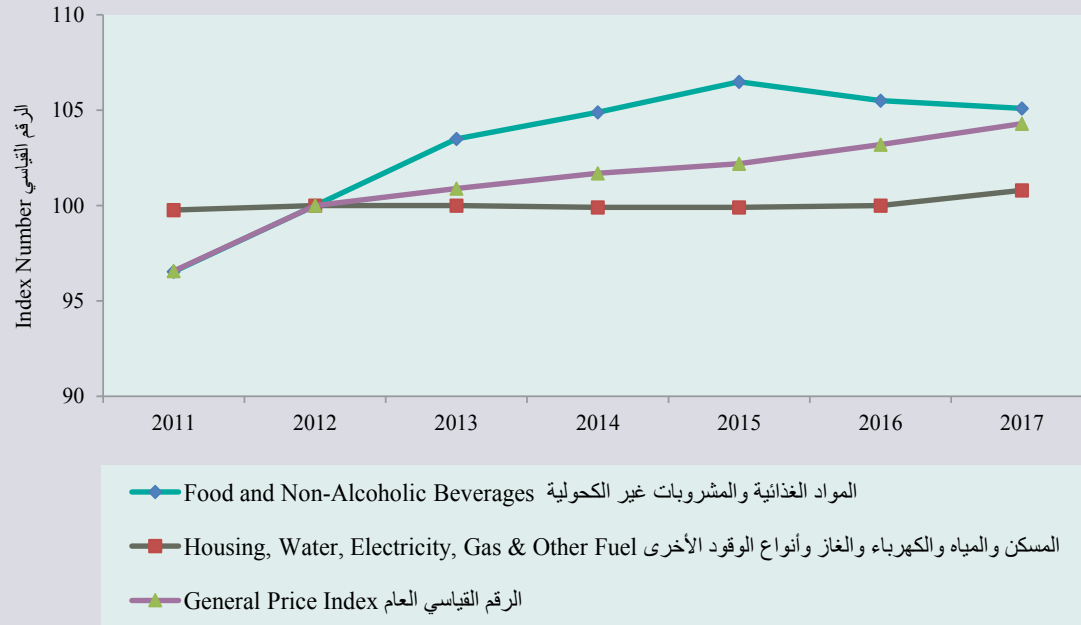 110
105
100
95
90
Index Number الرقم القياسي
2011 2012 2013 2014 2015 2016 2017
Food and Non-Alcoholic Beverages المواد الغذائية والمشروبات غير الكحولية
Housing, Water, Electricity, Gas & Other Fuel المسكن والمياه والكهرباء والغاز وأنواع الوقود الأخرى
General Price Index الرقم القياسي العام